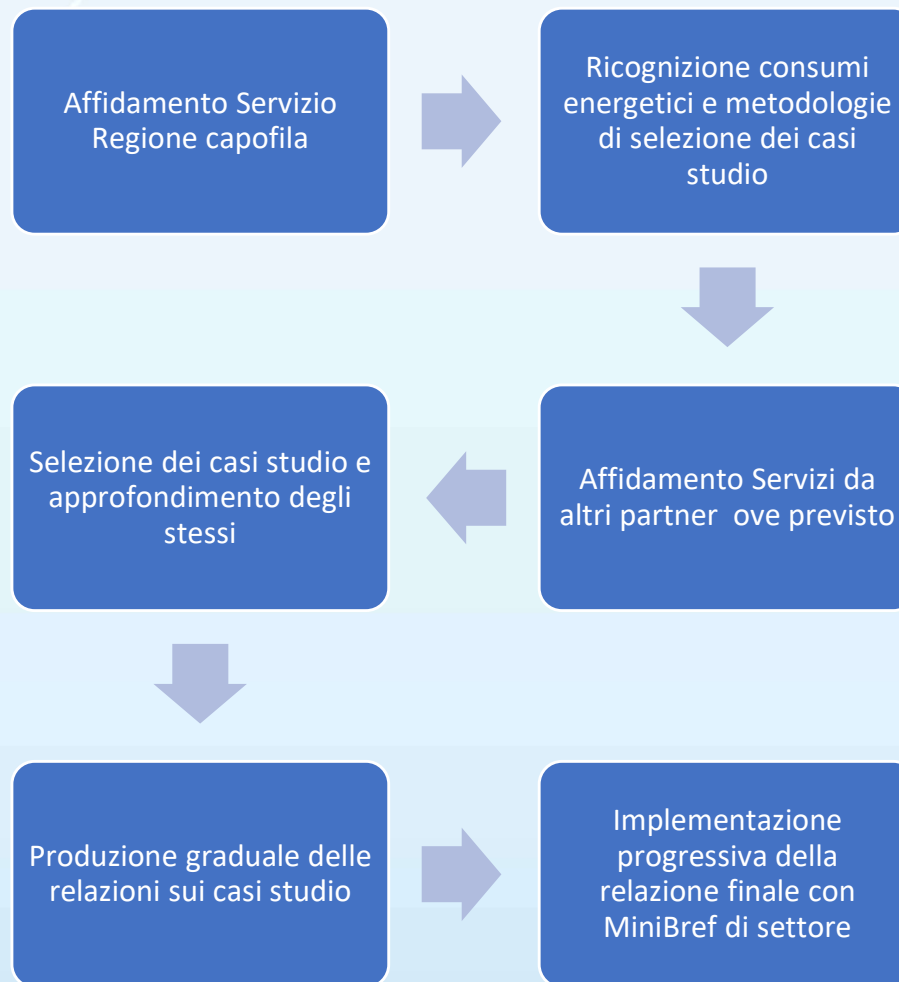 Affidamento Servizio
Regione capofila
Ricognizione consumi
energetici e metodologie
di selezione dei casi
studio
Affidamento Servizi da
altri partner  ove previsto
Selezione dei casi studio e
approfondimento degli
stessi
Produzione graduale delle
relazioni sui casi studio
Implementazione
progressiva della
relazione finale con
MiniBref di settore